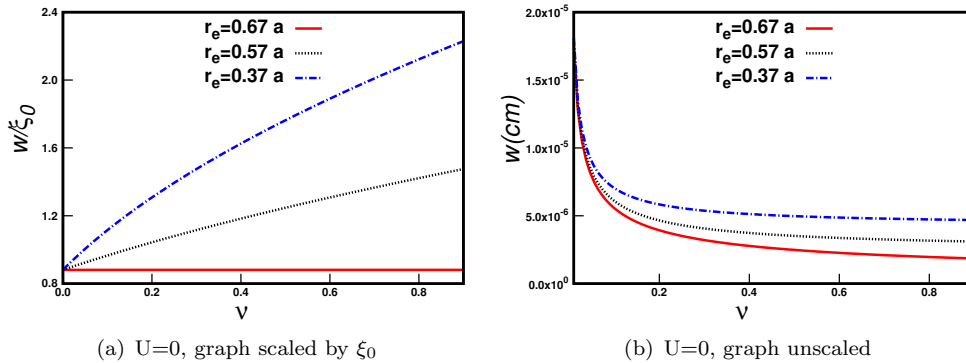 r_e=0.67 a
r_e=0.57 a
r_e=0.37 a
2.4
2.0
1.6
1.2
0.8
w/ξ_0
0.0
0.2
0.4
0.6
0.8
ν
(a) U=0, graph scaled by ξ_0
r_e=0.67 a
r_e=0.57 a
r_e=0.37 a
2.0x10^-5
1.5x10^-5
1.0x10^-5
5.0x10^-6
0.0x10^0
w(cm)
0.2
0.4
0.6
0.8
ν
(b) U=0, graph unscaled